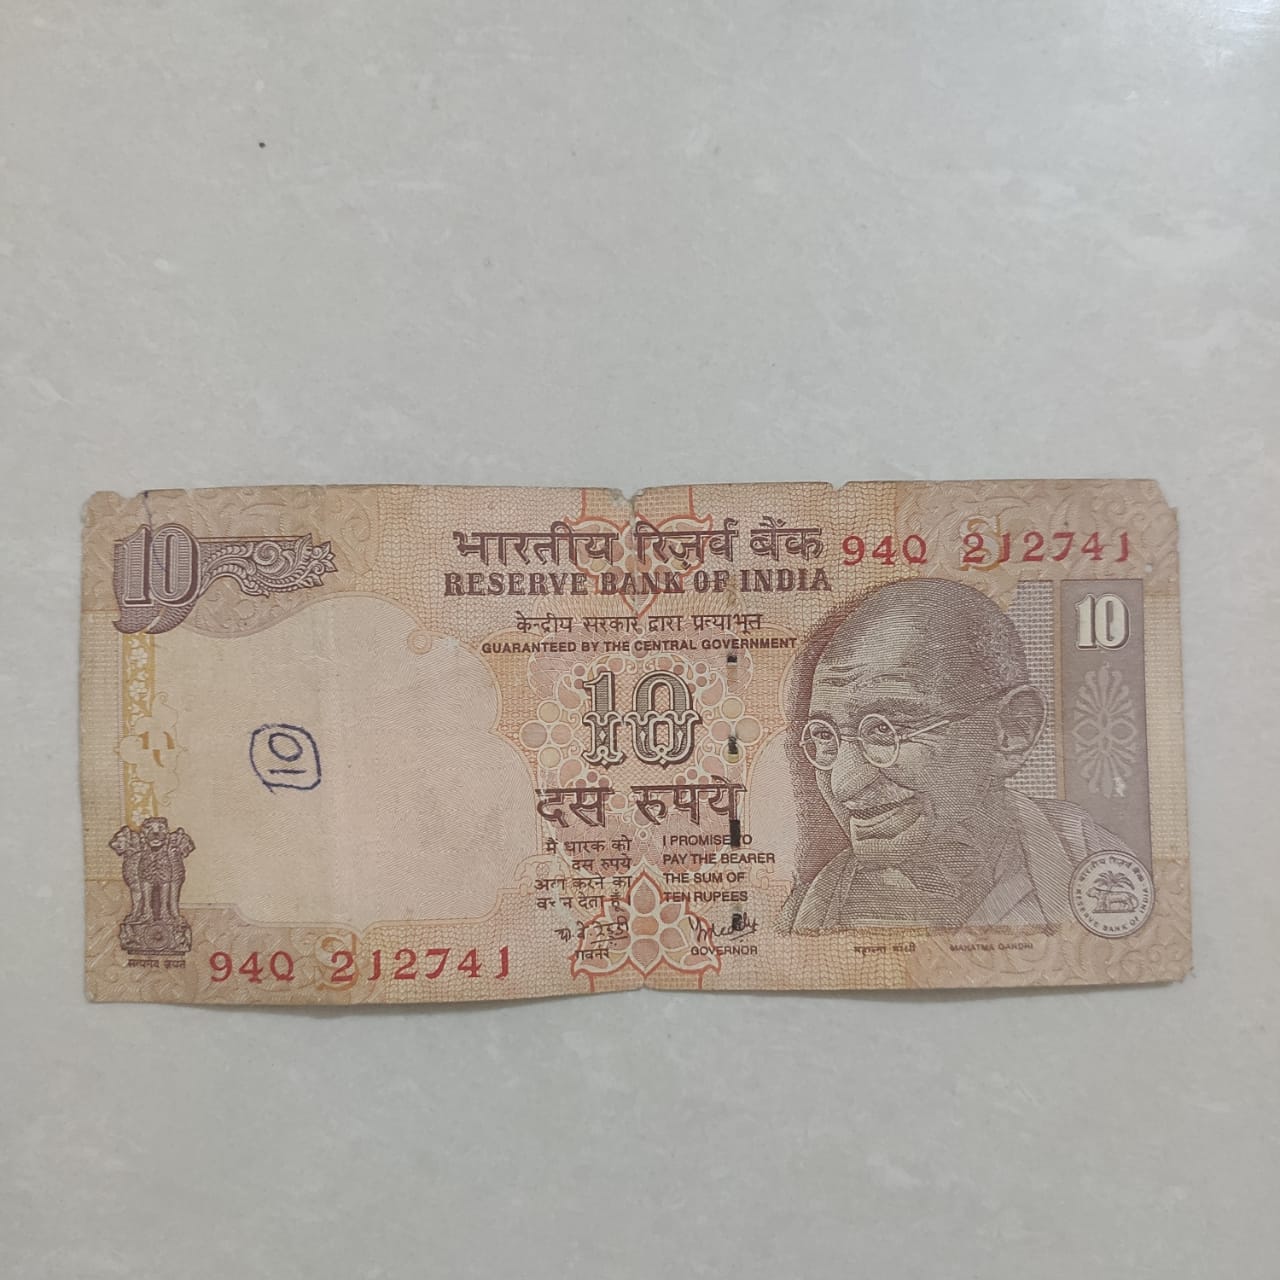 10
भारतीय रिज़र्व बैंक
RESERVE BANK OF INDIA
94Q 212741
केन्द्रीय सरकार द्वारा प्रत्याभूत
GUARANTEED BY THE CENTRAL GOVERNMENT
10
10
10
दस रुपये
मैं धारक को
दस रुपये
अदा करने का
वचन देता हूँ
I PROMISE TO
PAY THE BEARER
THE SUM OF
TEN RUPEES
गवर्नर
GOVERNOR
महात्मा गांधी
MAHATMA GANDHI
भारतीय रिज़र्व बैंक
RESERVE BANK OF INDIA
सत्यमेव जयते
94Q 212741